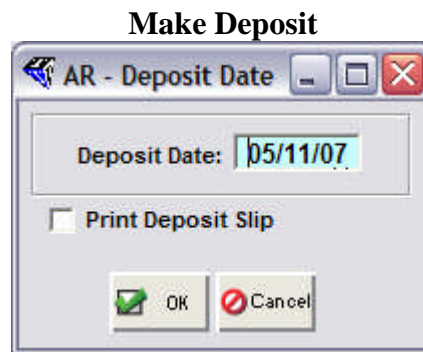 Make Deposit
AR - Deposit Date
Deposit Date: 05/11/07
Print Deposit Slip
OK Cancel